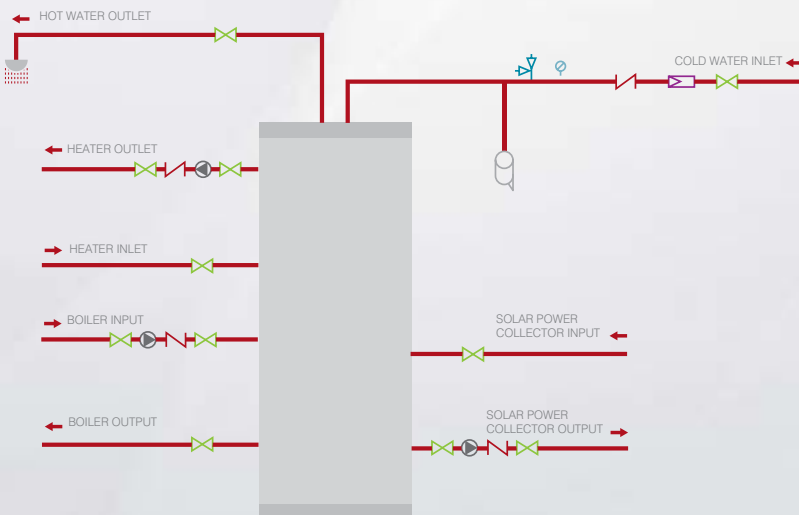 HOT WATER OUTLET
COLD WATER INLET
HEATER OUTLET
HEATER INLET
BOILER INPUT
SOLAR POWER
COLLECTOR INPUT
BOILER OUTPUT
SOLAR POWER
COLLECTOR OUTPUT